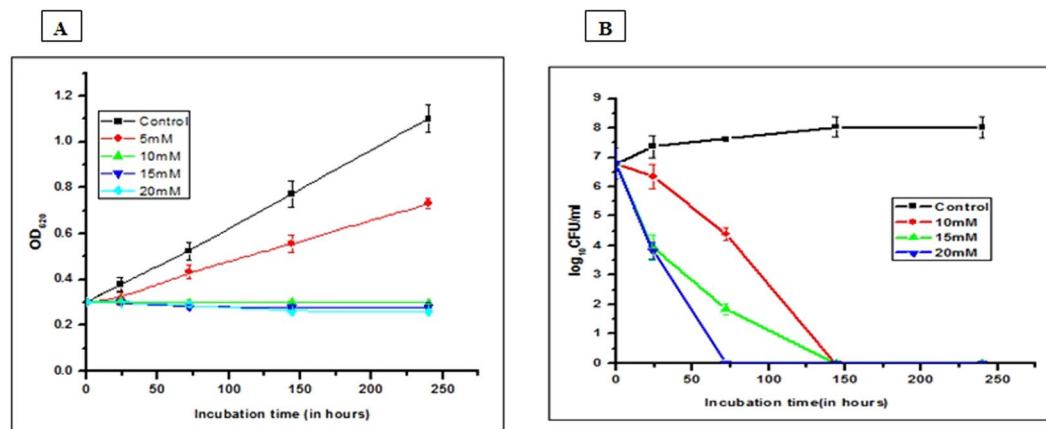 A
1.2
1.0
0.8
0.6
0.4
0.2
0.0
OD620
Control
5mM
10mM
15mM
20mM
0 50 100 150 200 250
Incubation time (in hours)
B
9
8
7
6
5
4
3
2
1
0
log10CFU/ml
Control
10mM
15mM
20mM
0 50 100 150 200 250
Incubation time(in hours)